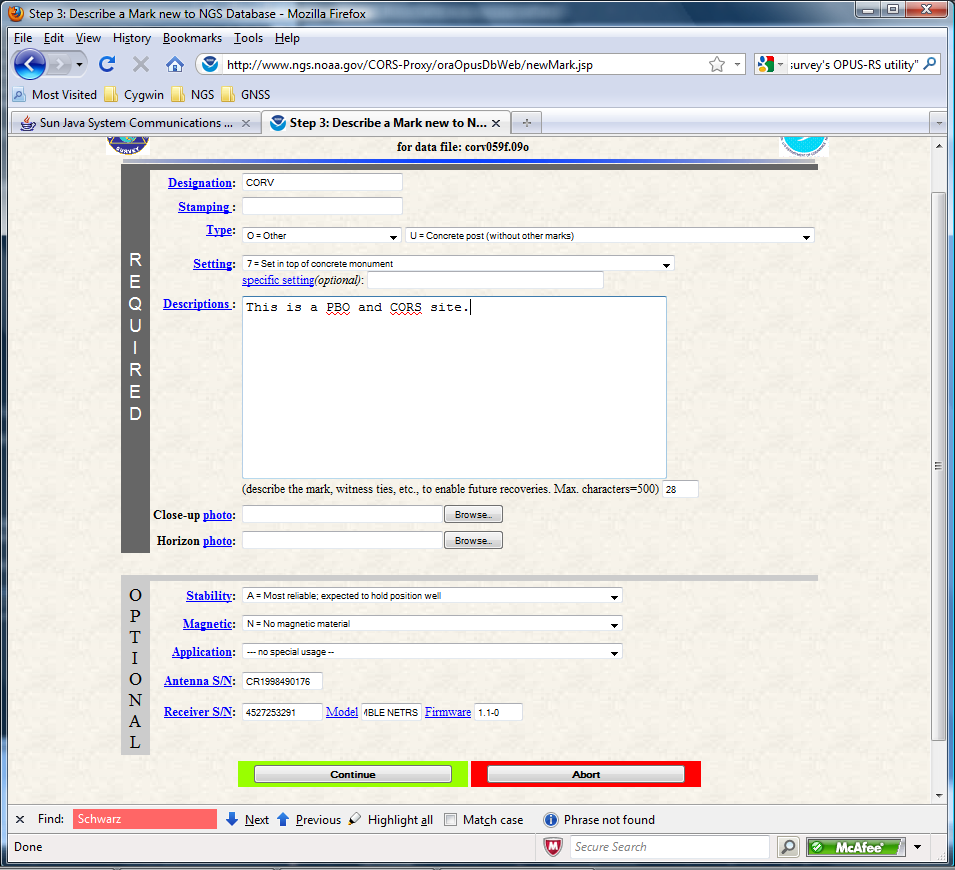 Step 3: Describe a Mark new to NGS Database - Mozilla Firefox
File Edit View History Bookmarks Tools Help
http://www.ngs.noaa.gov/CORS-Proxy/oraOpusDbWeb/newMark.jsp
:urvey's OPUS-RS utility"
Most Visited Cygwin NGS GNSS
Sun Java System Communications ...
Step 3: Describe a Mark new to N...
SURVEY
for data file: corv059f.09o
REQUIRED
Designation: CORV
Stamping :
Type: O = Other U = Concrete post (without other marks)
Setting: 7 = Set in top of concrete monument
specific setting(optional):
Descriptions : This is a PBO and CORS site.
(describe the mark, witness ties, etc., to enable future recoveries. Max. characters=500) 28
Close-up photo: Browse...
Horizon photo: Browse...
OPTIONAL
Stability: A = Most reliable; expected to hold position well
Magnetic: N = No magnetic material
Application: --- no special usage --
Antenna S/N: CR1998490176
Receiver S/N: 4527253291 Model MBLE NETRS Firmware 1.1-0
Continue Abort
Find: Schwarz Next Previous Highlight all Match case Phrase not found
Done Secure Search McAfee